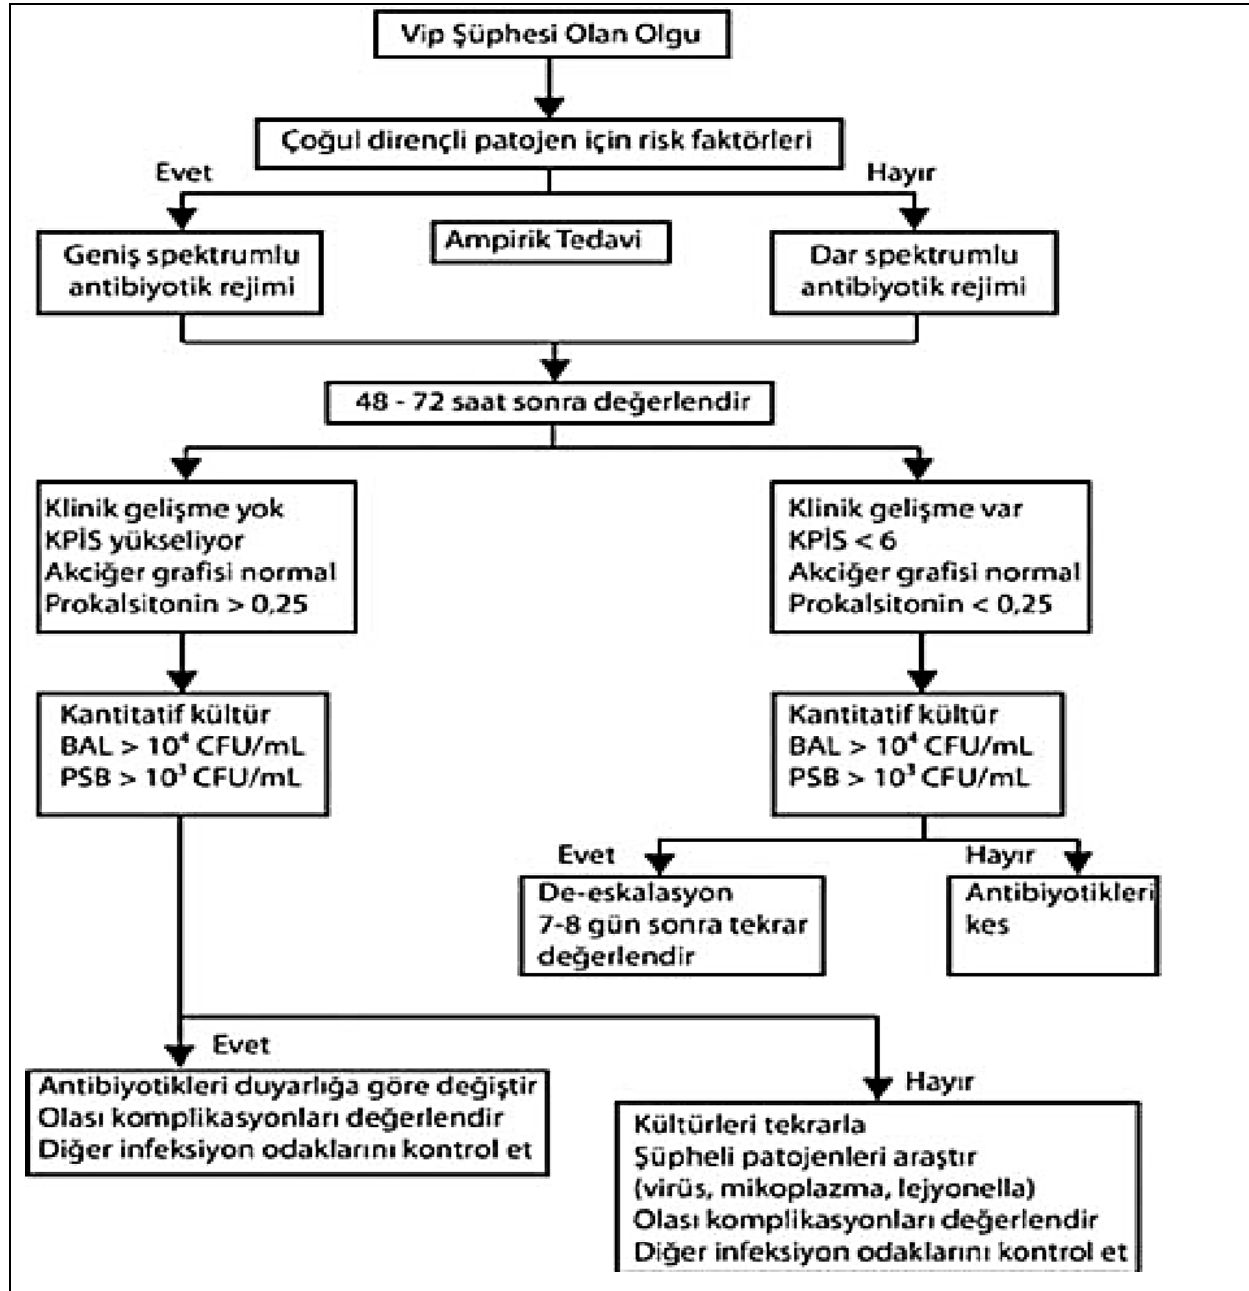 Vip Şüphesi Olan Olgu
Çoğul dirençli patojen için risk faktörleri
Evet
Hayır
Geniş spektrumlu
antibiyotik rejimi
Ampirik Tedavi
Dar spektrumlu
antibiyotik rejimi
48 - 72 saat sonra değerlendir
Klinik gelişme yok
KPİS yükseliyor
Akciğer grafisi normal
Prokalsitonin > 0,25
Klinik gelişme var
KPİS < 6
Akciğer grafisi normal
Prokalsitonin < 0,25
Kantitatif kültür
BAL > 10⁴ CFU/mL
PSB > 10³ CFU/mL
Kantitatif kültür
BAL > 10⁴ CFU/mL
PSB > 10³ CFU/mL
Evet
Hayır
De-eskalasyon
7-8 gün sonra tekrar
değerlendir
Antibiyotikleri
kes
Evet
Antibiyotikleri duyarlığa göre değiştir
Olası komplikasyonları değerlendir
Diğer infeksiyon odaklarını kontrol et
Hayır
Kültürleri tekrarla
Şüpheli patojenleri araştır
(virüs, mikoplazma, lejyonella)
Olası komplikasyonları değerlendir
Diğer infeksiyon odaklarını kontrol et